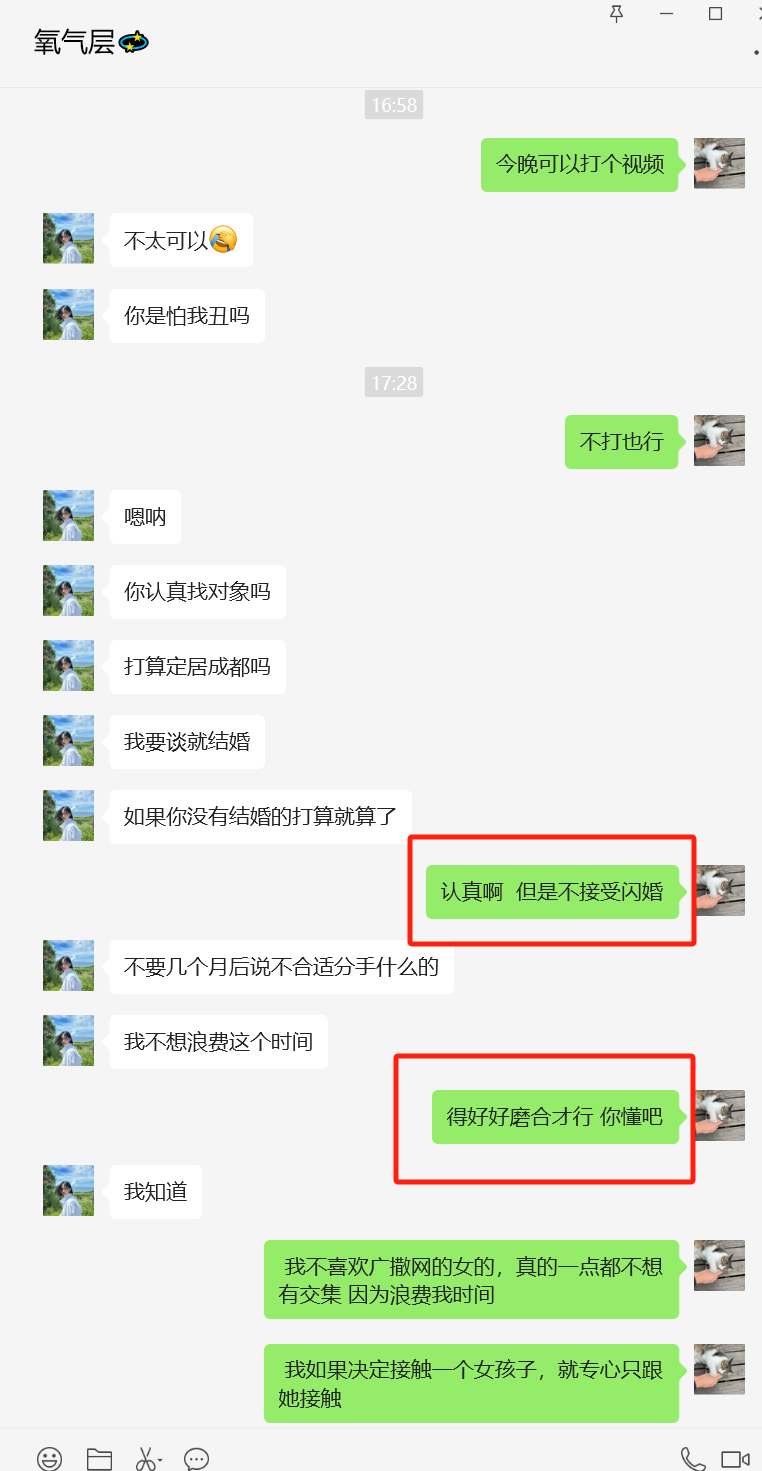 氧气层💫
16:58
今晚可以打个视频
不太可以🤣
你是怕我丑吗
17:28
不打也行
嗯呐
你认真找对象吗
打算定居成都吗
我要谈就结婚
如果你没有结婚的打算就算了
认真啊 但是不接受闪婚
不要几个月后说不合适分手什么的
我不想浪费这个时间
得好好磨合才行 你懂吧
我知道
我不喜欢广撒网的女的，真的一点都不想
有交集 因为浪费我时间
我如果决定接触一个女孩子，就专心只跟
她接触